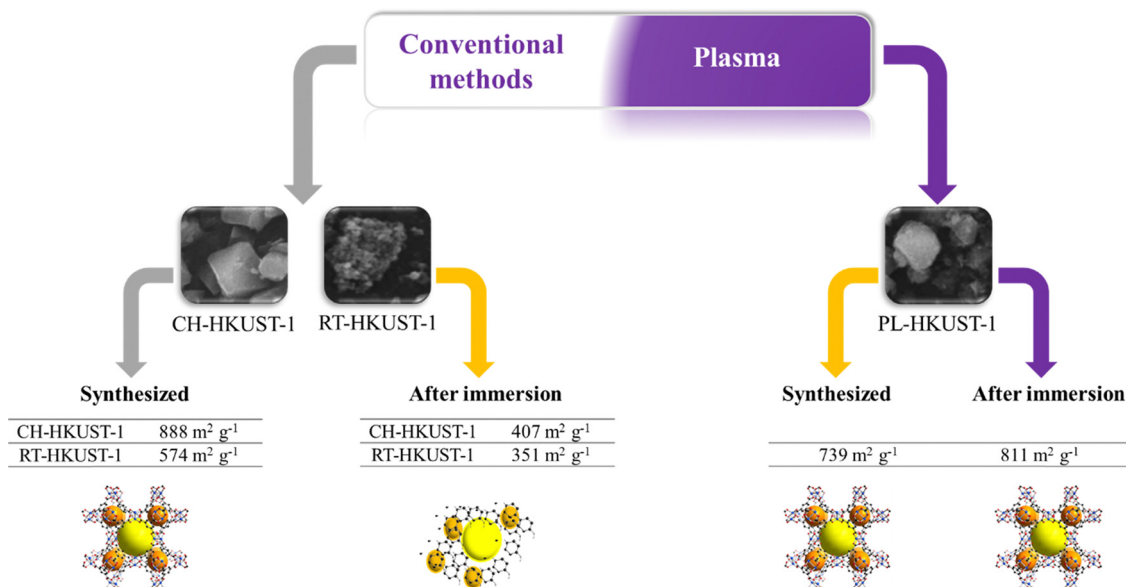 Conventional
methods
Plasma
CH-HKUST-1
RT-HKUST-1
PL-HKUST-1
Synthesized
CH-HKUST-1 888 m² g⁻¹
RT-HKUST-1 574 m² g⁻¹
After immersion
CH-HKUST-1 407 m² g⁻¹
RT-HKUST-1 351 m² g⁻¹
Synthesized After immersion
739 m² g⁻¹ 811 m² g⁻¹